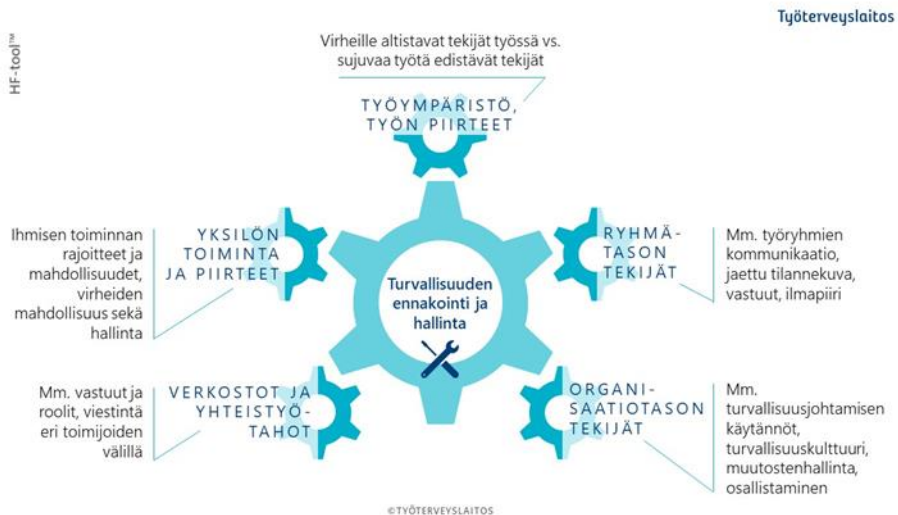 Työterveyslaitos
HF-tool™
Virheille altistavat tekijät työssä vs.
sujuvaa työtä edistävät tekijät
TYÖYMPÄRISTÖ,
TYÖN PIIRTEET
Ihmisen toiminnan
rajoitteet ja
mahdollisuudet,
virheiden
mahdollisuus sekä
hallinta
YKSILÖN
TOIMINTA
JA PIIRTEET
Turvallisuuden
ennakointi ja
hallinta
RYHMÄ-
TASON
TEKIJÄT
Mm. työryhmien
kommunikaatio,
jaettu tilannekuva,
vastuut, ilmapiiri
Mm. vastuut ja
roolit, viestintä
eri toimijoiden
välillä
VERKOSTOT JA
YHTEISTYÖ-
TAHOT
ORGANI-
SAATIOTASON
TEKIJÄT
Mm.
turvallisuusjohtamisen
käytännöt,
turvallisuuskulttuuri,
muutostenhallinta,
osallistaminen
©TYÖTERVEYSLAITOS